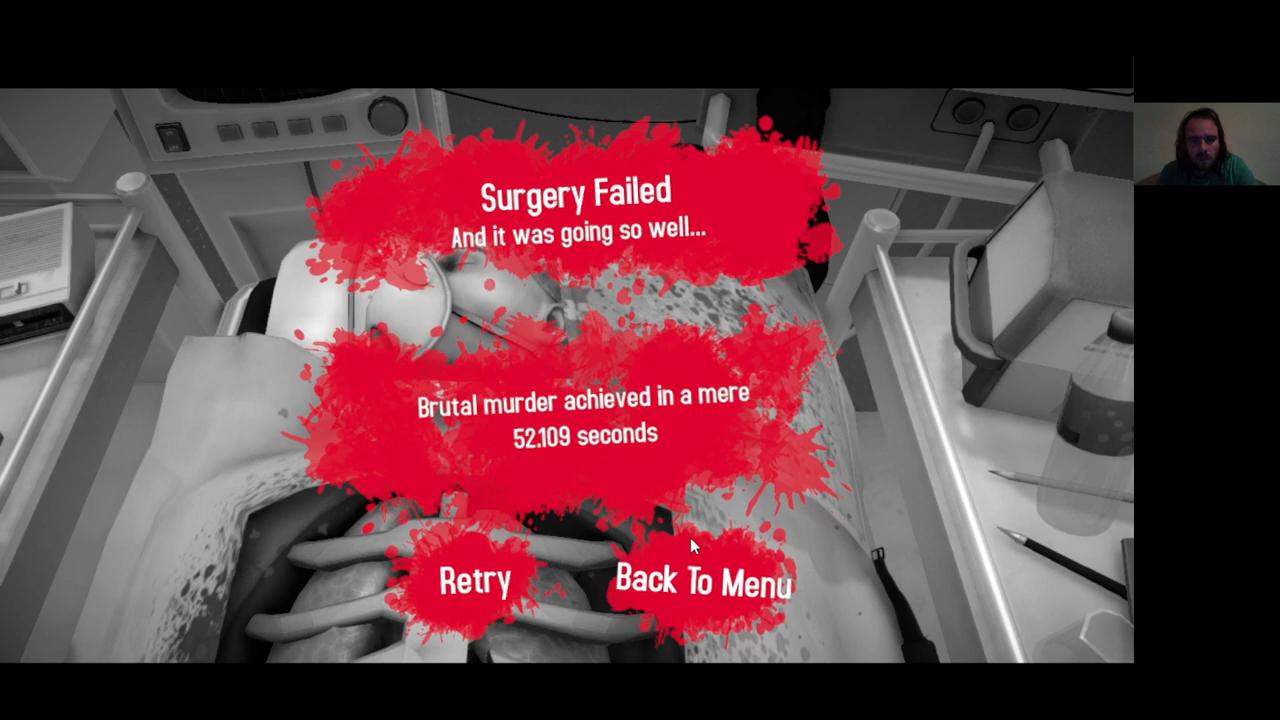 Surgery Failed
And it was going so well...
Brutal murder achieved in a mere
52.109 seconds
Retry
Back To Menu